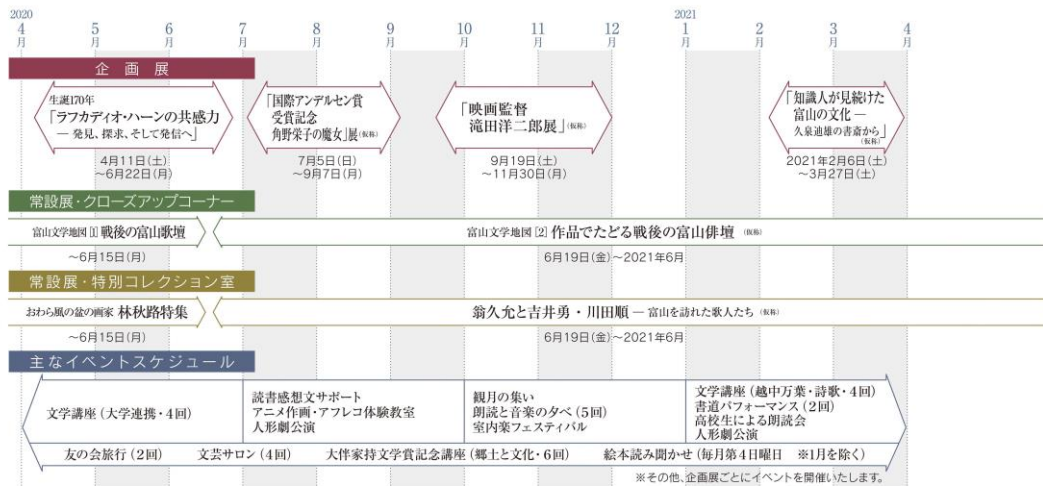 2020
2021
4月
5月
6月
7月
8月
9月
10月
11月
12月
1月
2月
3月
4月
企画展
生誕170年
「ラフカディオ・ハーンの共感力
― 発見、探求、そして発信へ」
4月11日(土)
～6月22日(月)
「国際アンデルセン賞
受賞記念
角野栄子の魔女」展(仮称)
7月5日(日)
～9月7日(月)
「映画監督
滝田洋二郎展」(仮称)
9月19日(土)
～11月30日(月)
「知識人が見続けた
富山の文化 ―
久泉迪雄の書斎から」
(仮称)
2021年2月6日(土)
～3月27日(土)
常設展・クローズアップコーナー
富山文学地図[1] 戦後の富山歌壇
～6月15日(月)
富山文学地図[2] 作品でたどる戦後の富山俳壇 (仮称)
6月19日(金)～2021年6月
常設展・特別コレクション室
おわら風の盆の画家 林秋路特集
～6月15日(月)
翁久允と吉井勇・川田順 ― 富山を訪れた歌人たち (仮称)
6月19日(金)～2021年6月
主なイベントスケジュール
文学講座(大学連携・4回)
読書感想文サポート
アニメ作画・アフレコ体験教室
人形劇公演
観月の集い
朗読と音楽の夕べ(5回)
室内楽フェスティバル
文学講座(越中万葉・詩歌・4回)
書道パフォーマンス(2回)
高校生による朗読会
人形劇公演
友の会旅行(2回) 文芸サロン(4回) 大伴家持文学賞記念講座(郷土と文化・6回) 絵本読み聞かせ(毎月第4日曜日 ※1月を除く)
※その他、企画展ごとにイベントを開催いたします。